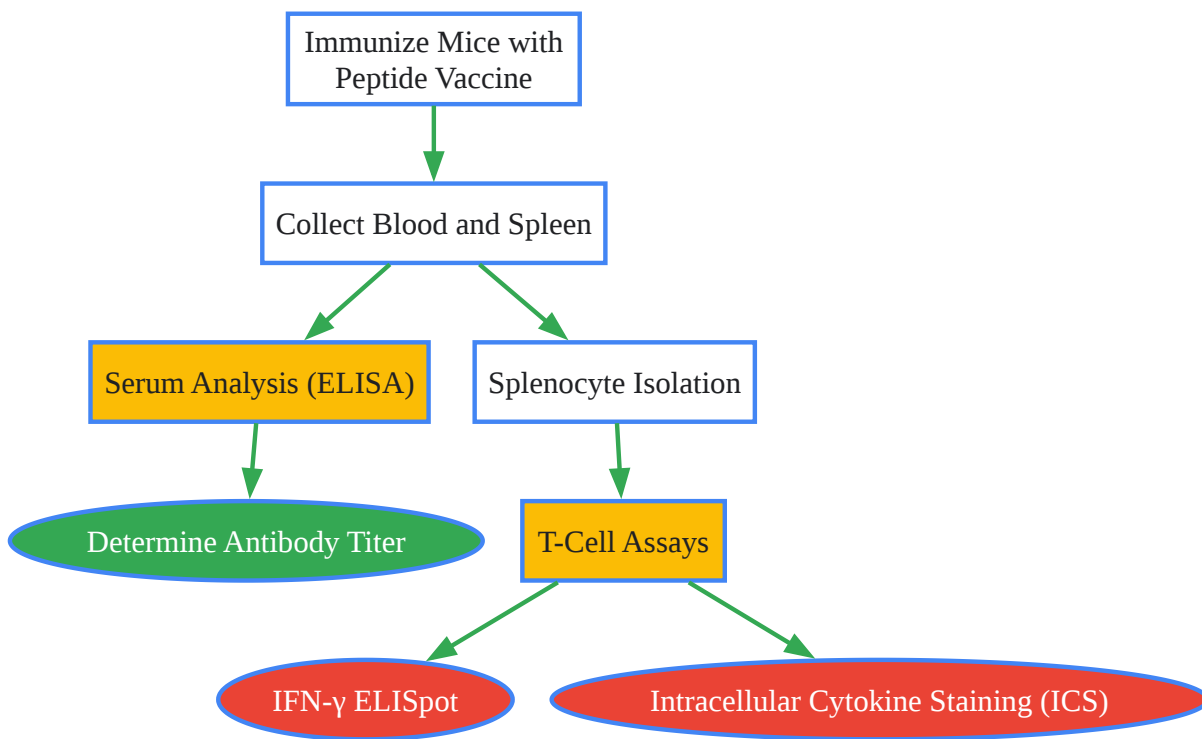 Immunize Mice with
Peptide Vaccine
Collect Blood and Spleen
Serum Analysis (ELISA)
Splenocyte Isolation
Determine Antibody Titer
T-Cell Assays
IFN-γ ELISpot
Intracellular Cytokine Staining (ICS)